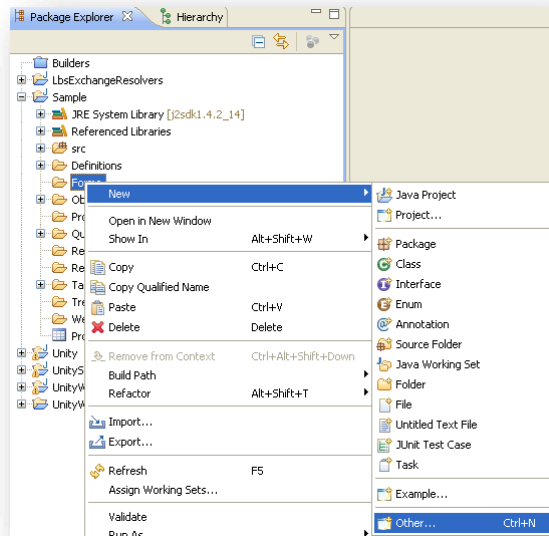 Package Explorer Hierarchy
Builders
LbsExchangeResolvers
Sample
JRE System Library [j2sdk1.4.2_14]
Referenced Libraries
src
Definitions
New
Open in New Window
Show In Alt+Shift+W
Copy Ctrl+C
Copy Qualified Name
Paste Ctrl+V
Delete Delete
Remove from Context Ctrl+Alt+Shift+Down
Build Path
Refactor Alt+Shift+T
Import...
Export...
Refresh F5
Assign Working Sets...
Validate
Run As
Unity
Java Project
Project...
Package
Class
Interface
Enum
Annotation
Source Folder
Java Working Set
Folder
File
Untitled Text File
JUnit Test Case
Task
Example...
Other... Ctrl+N